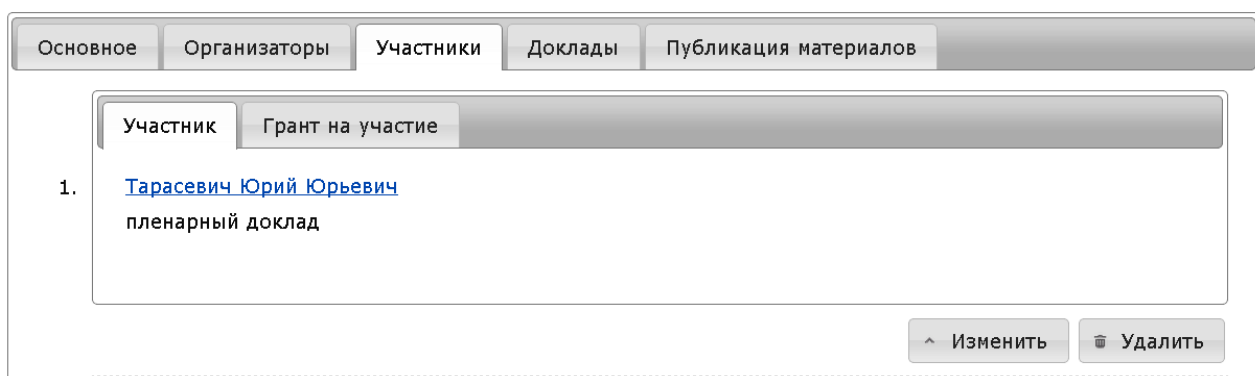 Основное Организаторы Участники Доклады Публикация материалов
Участник Грант на участие
1. Тарасевич Юрий Юрьевич
пленарный доклад
Изменить Удалить